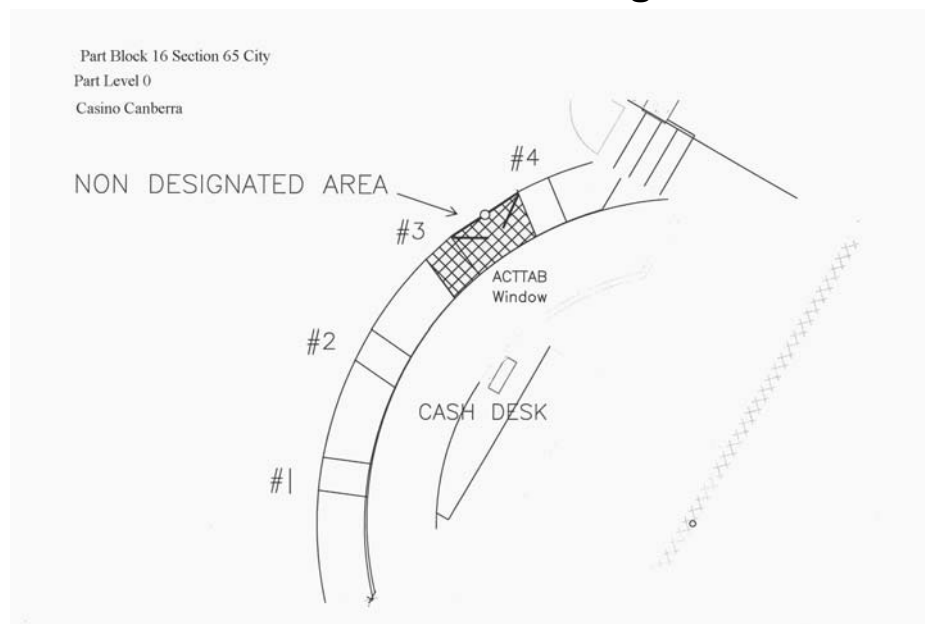 Part Block 16 Section 65 City
Part Level 0
Casino Canberra
#4
NON DESIGNATED AREA
#3
ACTTAB
Window
#2
CASH DESK
#1